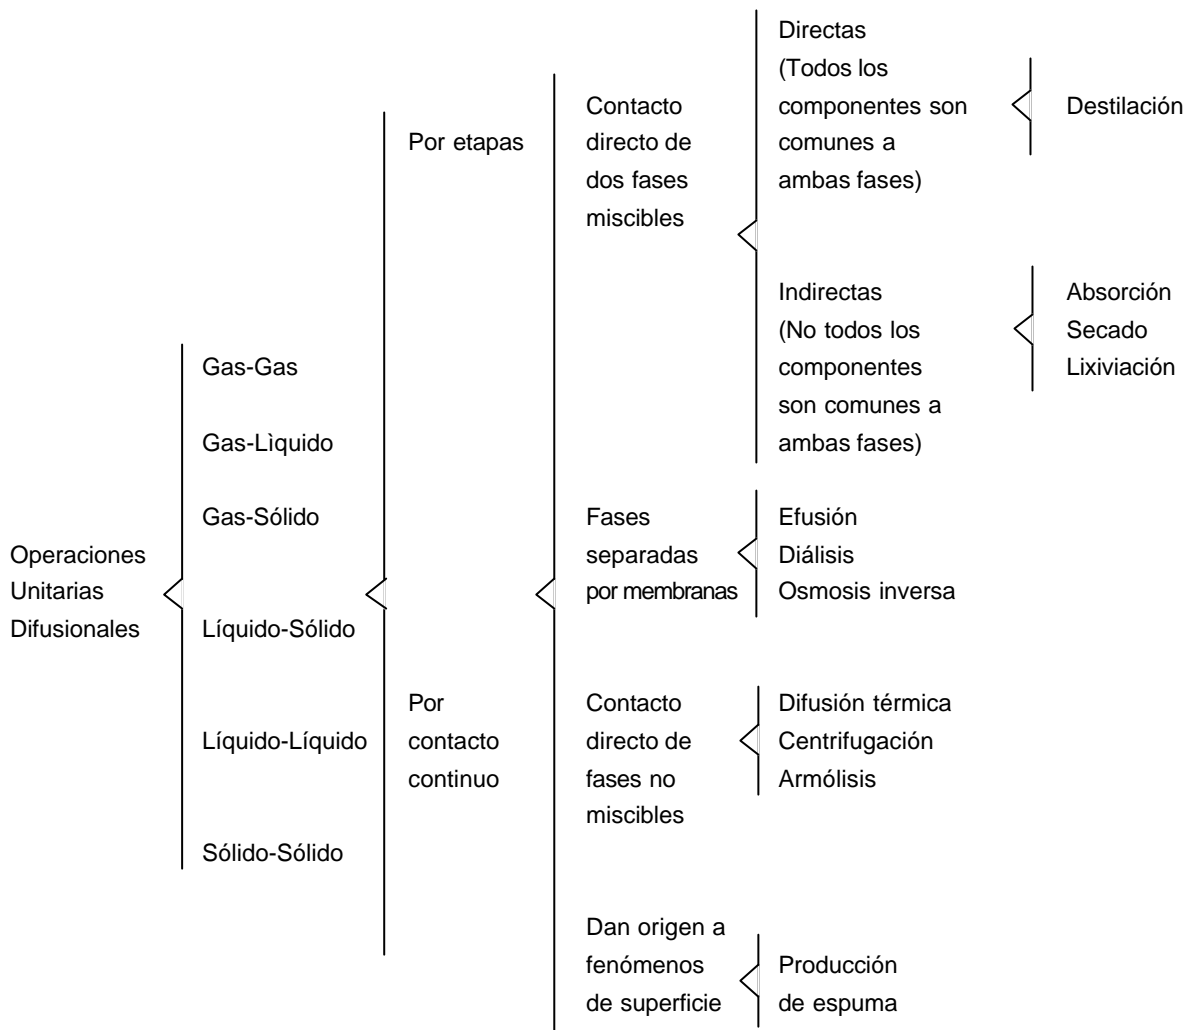 Operaciones
Unitarias
Difusionales
Gas-Gas
Gas-Lìquido
Gas-Sólido
Líquido-Sólido
Líquido-Líquido
Sólido-Sólido
Por etapas
Por
contacto
continuo
Contacto
directo de
dos fases
miscibles
Directas
(Todos los
componentes son
comunes a
ambas fases)
Destilación
Indirectas
(No todos los
componentes
son comunes a
ambas fases)
Absorción
Secado
Lixiviación
Fases
separadas
por membranas
Efusión
Diálisis
Osmosis inversa
Contacto
directo de
fases no
miscibles
Difusión térmica
Centrifugación
Armólisis
Dan origen a
fenómenos
de superficie
Producción
de espuma